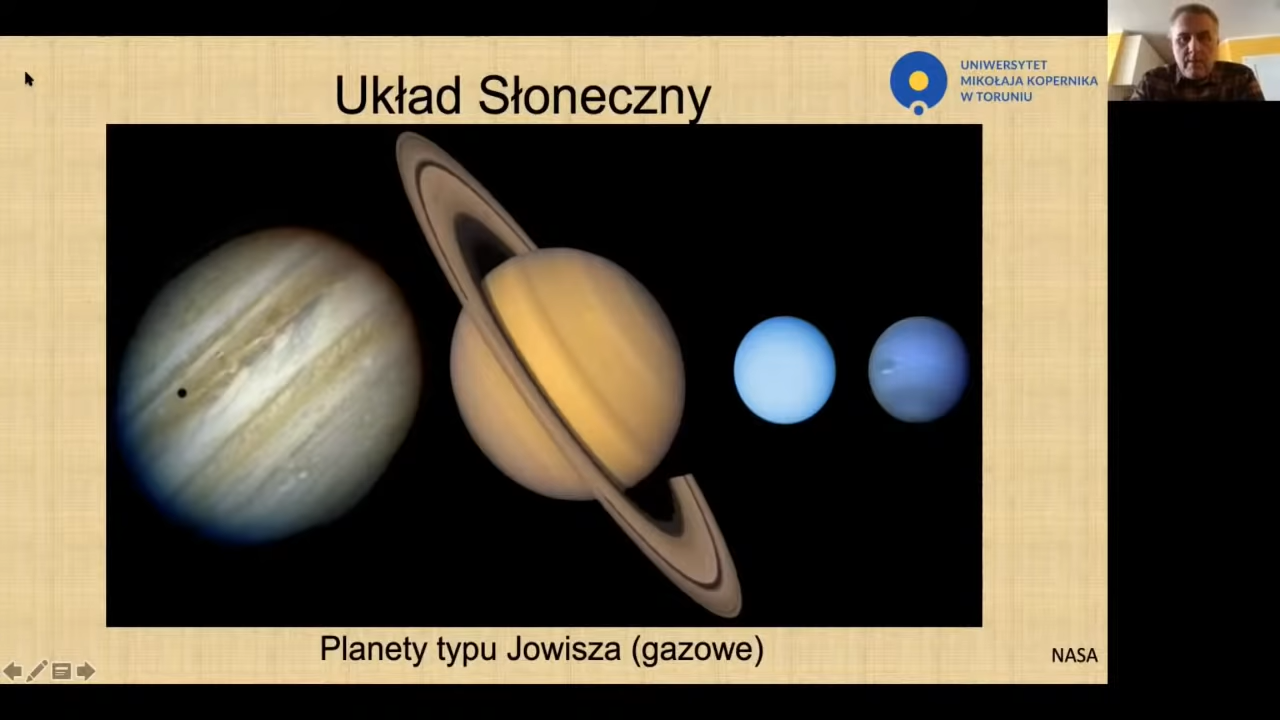 Układ Słoneczny
UNIWERSYTET
MIKOŁAJA KOPERNIKA
W TORUNIU
Planety typu Jowisza (gazowe)
NASA